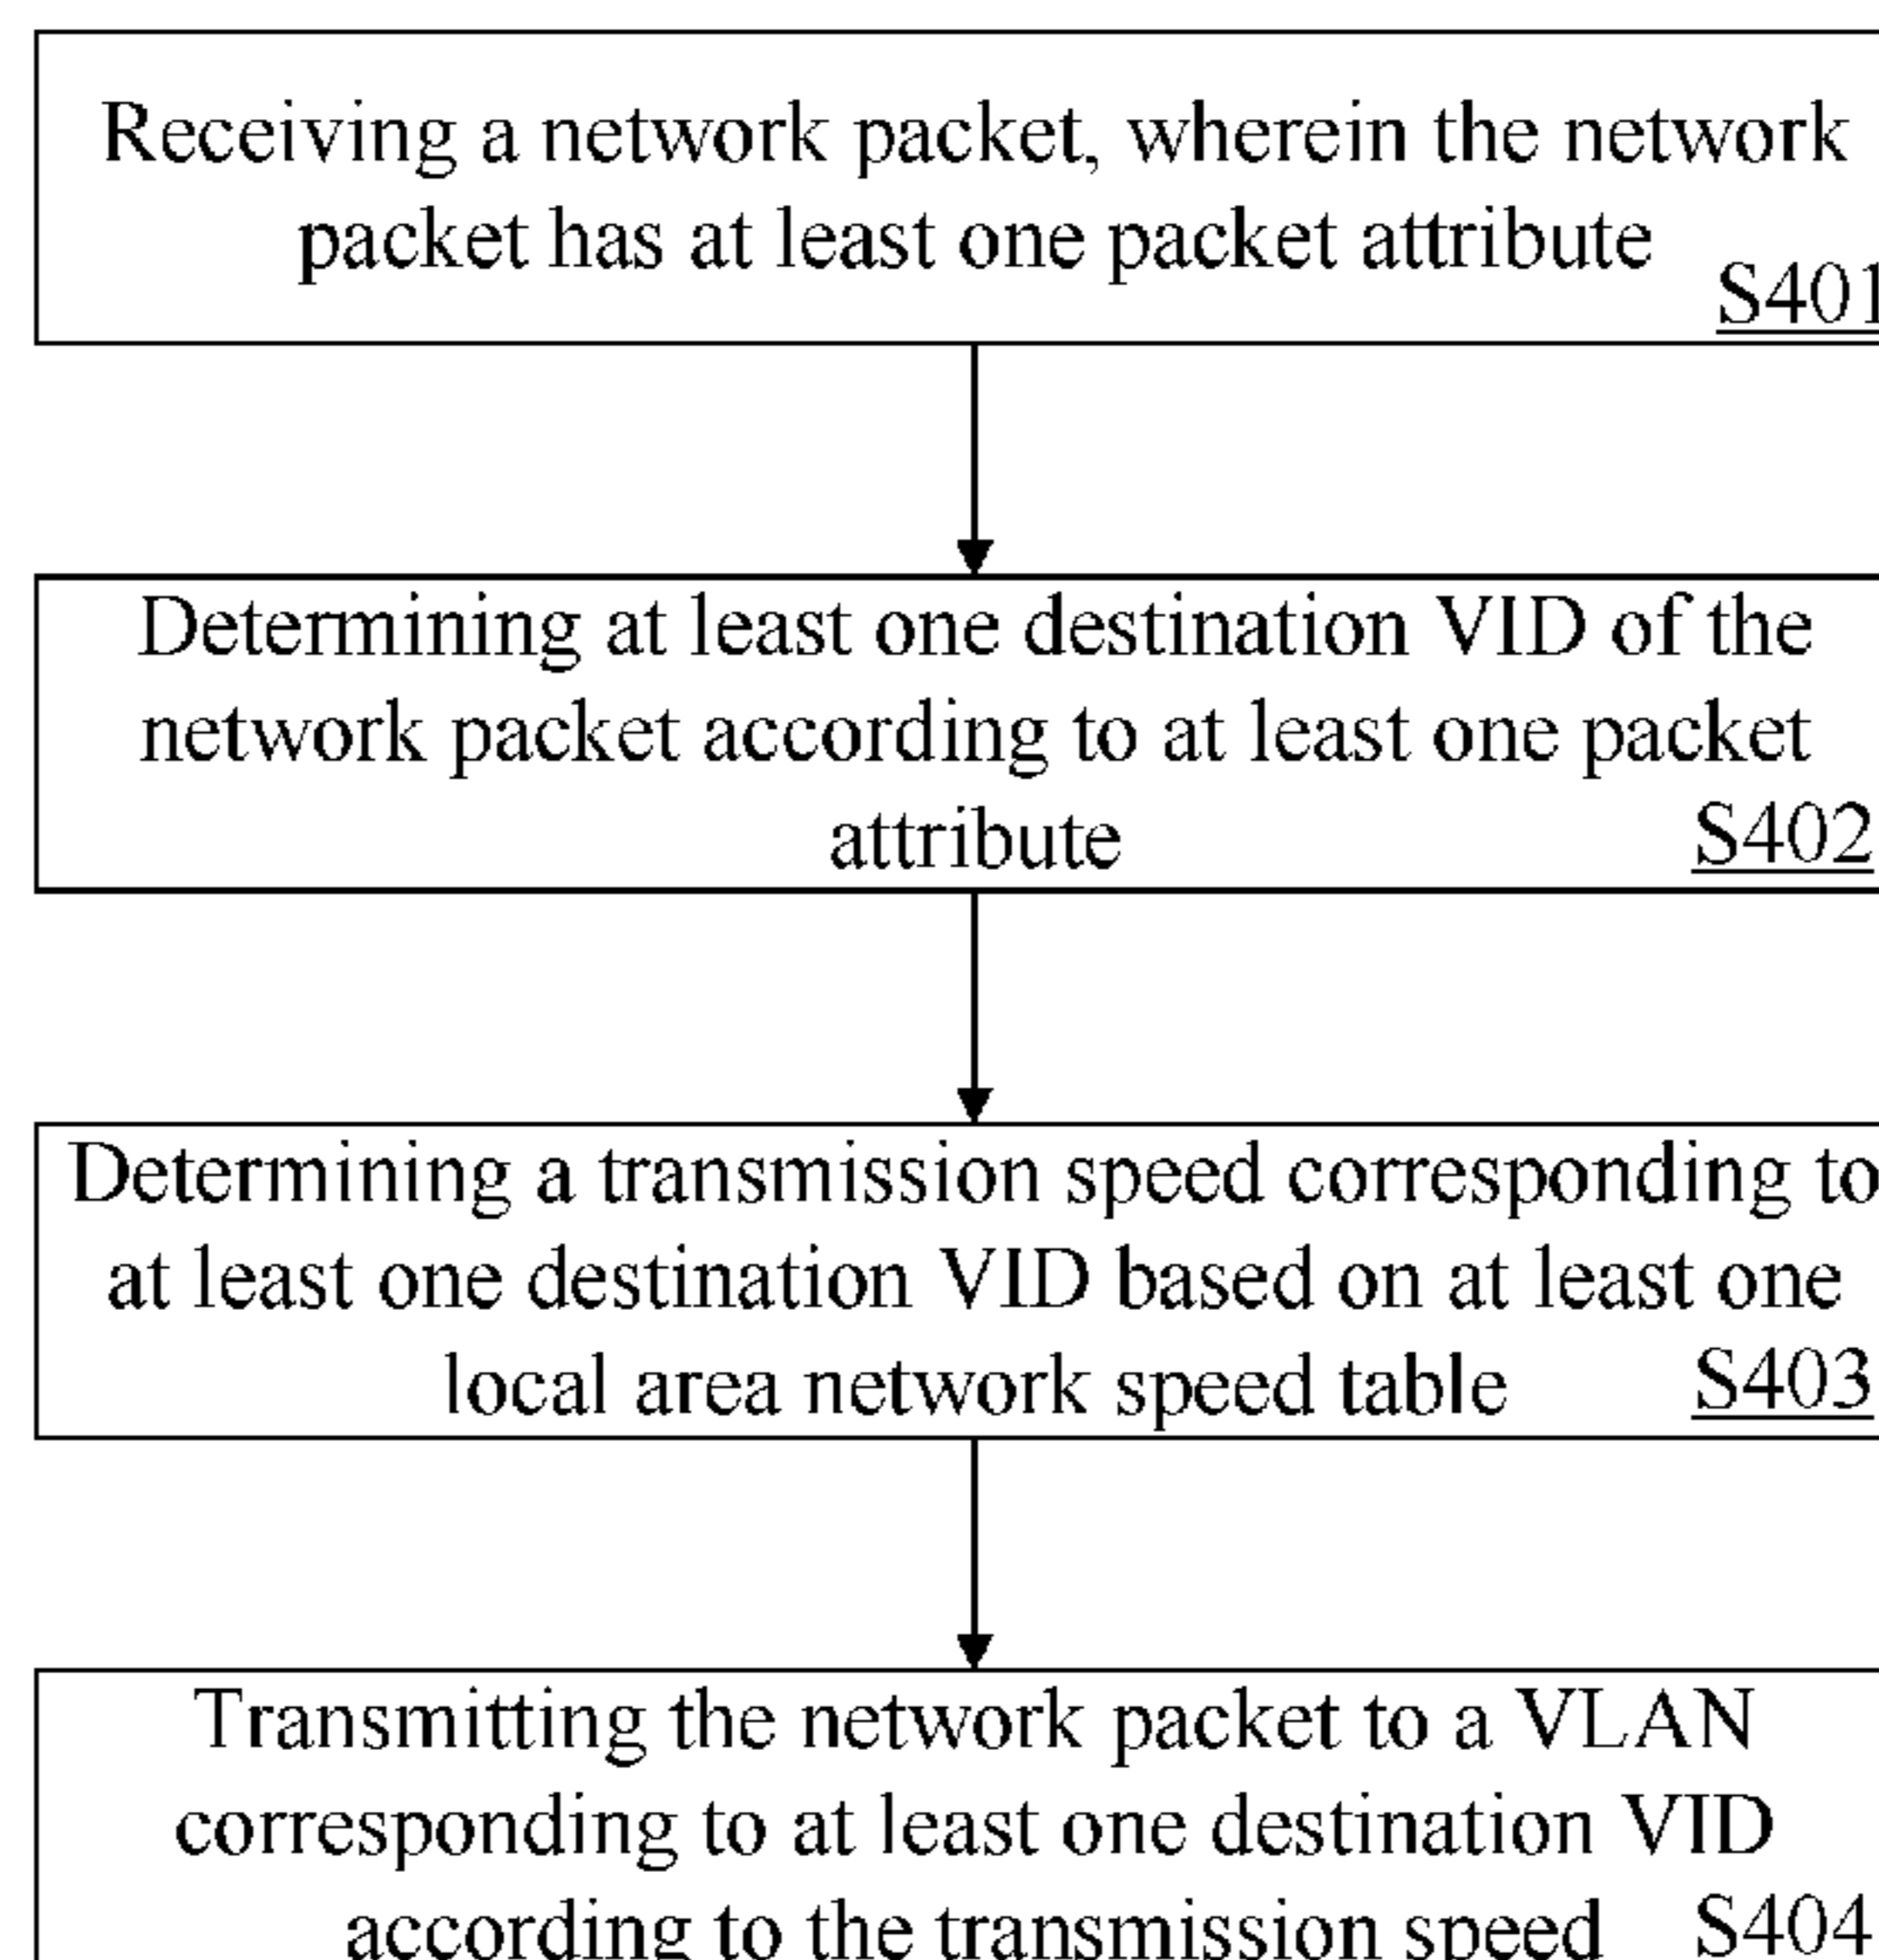 Receiving a network packet, wherein the network
packet has at least one packet attribute
S401
Determining at least one destination VID of the
network packet according to at least one packet
attribute
S402
Determining a transmission speed corresponding to
at least one destination VID based on at least one
local area network speed table
S403
Transmitting the network packet to a VLAN
corresponding to at least one destination VID
according to the transmission speed
S404